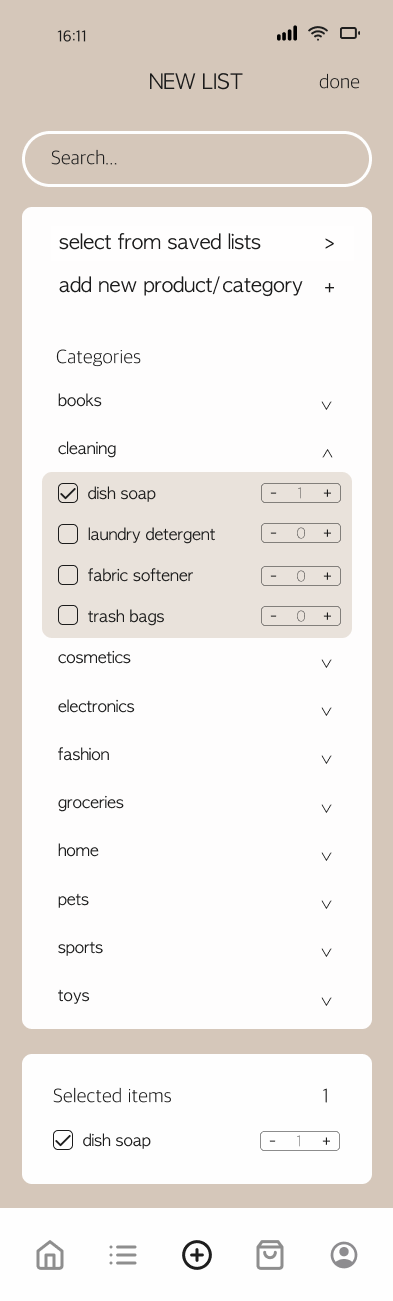 16:11
NEW LIST done
Search...
select from saved lists >
add new product/category +
Categories
books
cleaning
dish soap - 1 +
laundry detergent - 0 +
fabric softener - 0 +
trash bags - 0 +
cosmetics
electronics
fashion
groceries
home
pets
sports
toys
Selected items 1
dish soap - 1 +